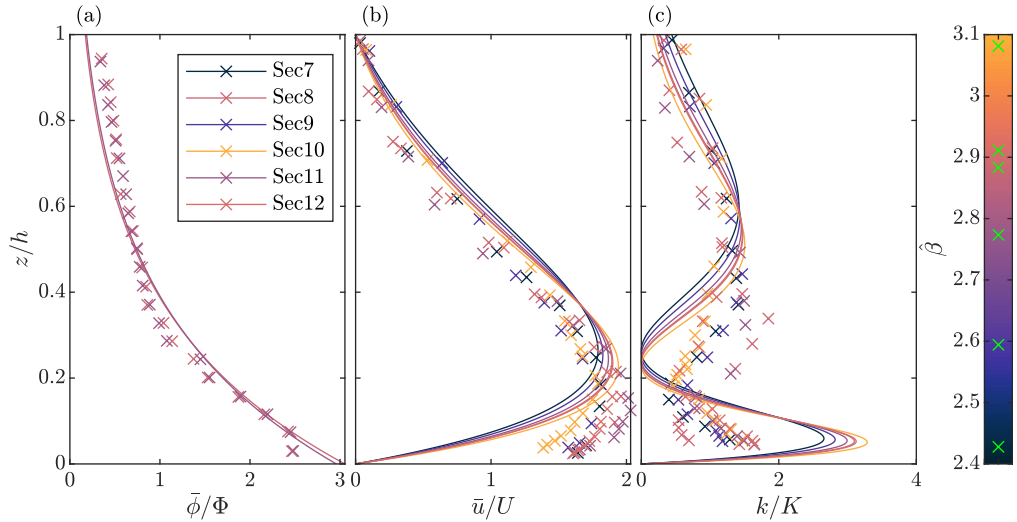 (a)
(b)
(c)
1
0.8
0.6
0.4
0.2
0
z/h
Sec7
Sec8
Sec9
Sec10
Sec11
Sec12
0 1 2 3
ϕ̄/Φ
0 1 2
ū/U
0 2 4
k/K
3.1
3
2.9
2.8
2.7
2.6
2.5
2.4
β̂